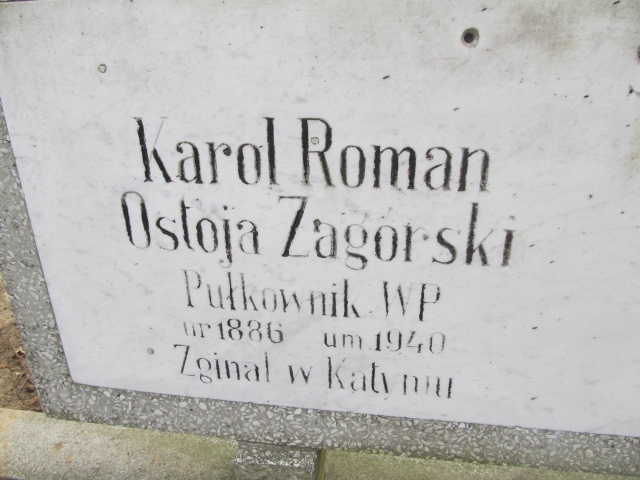 Karol Roman
Ostoja Zagórski
Pułkownik WP
ur 1886 um. 1940
Zginał w Katyniu